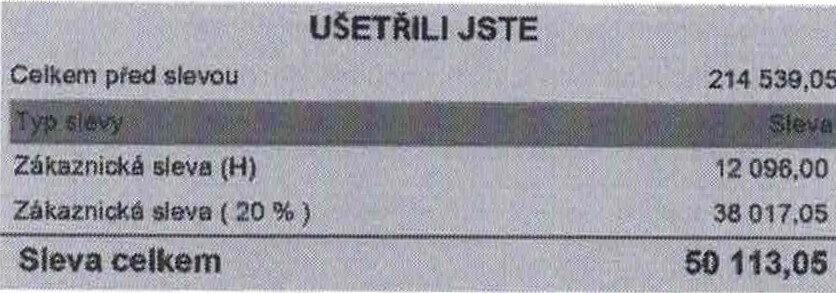 UŠETŘILI JSTE
Celkem před slevou 214 539,05
Typ slevy Sleva
Zákaznická sleva (H) 12 096,00
Zákaznická sleva ( 20 % ) 38 017,05
Sleva celkem 50 113,05